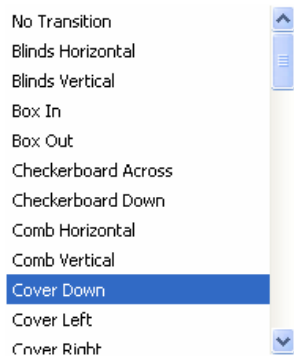 No Transition
Blinds Horizontal
Blinds Vertical
Box In
Box Out
Checkerboard Across
Checkerboard Down
Comb Horizontal
Comb Vertical
Cover Down
Cover Left
Cover Right